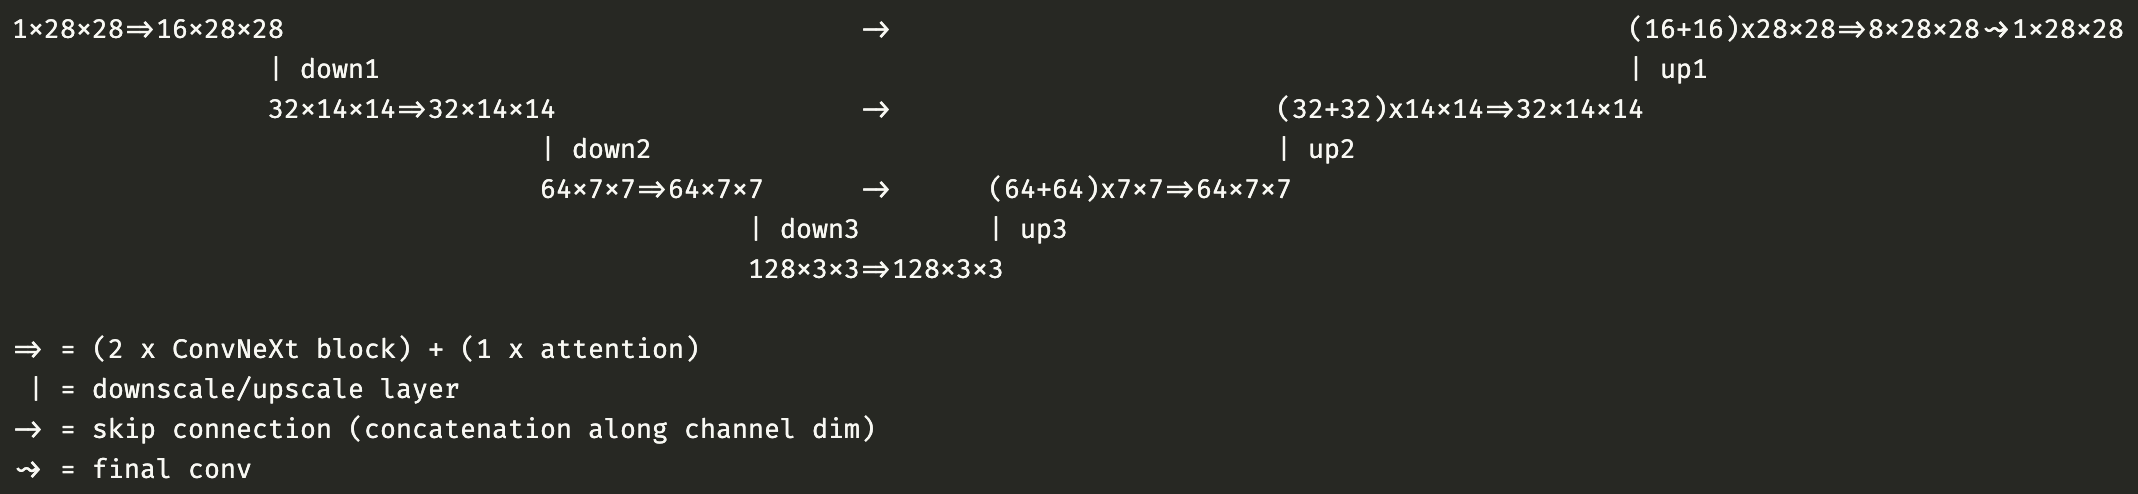 1×28×28⇒16×28×28 → (16+16)x28×28⇒8×28×28⤳1×28×28
| down1 | up1
32×14×14⇒32×14×14 → (32+32)x14×14⇒32×14×14
| down2 | up2
64×7×7⇒64×7×7 → (64+64)x7×7⇒64×7×7
| down3 | up3
128×3×3⇒128×3×3
⇒ = (2 x ConvNeXt block) + (1 x attention)
| = downscale/upscale layer
→ = skip connection (concatenation along channel dim)
⤳ = final conv